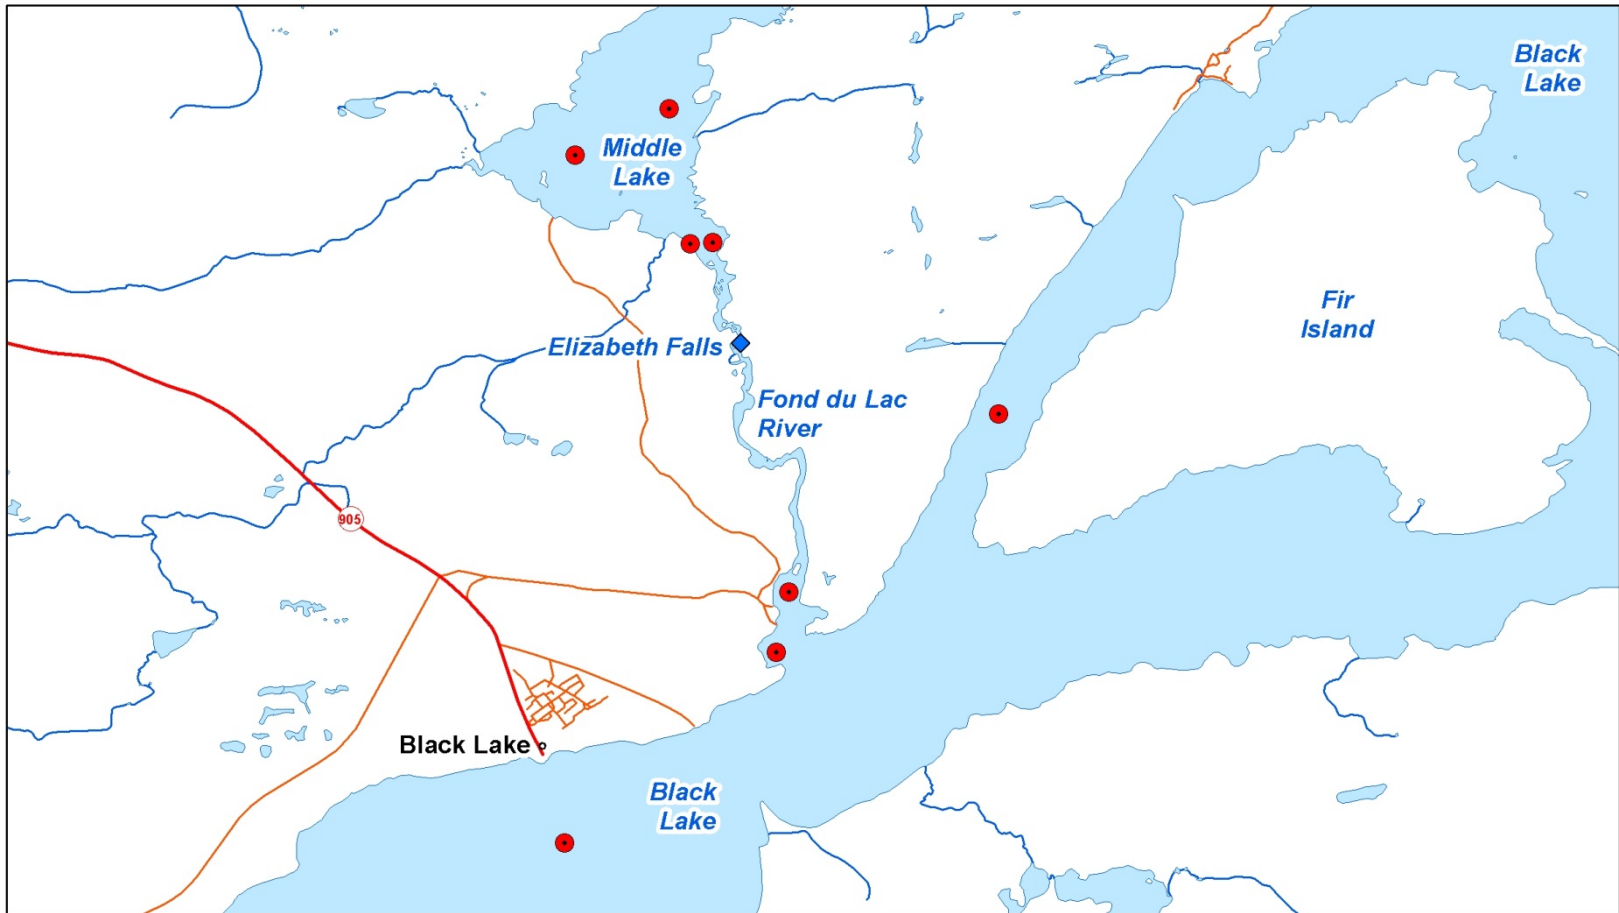 Black
Lake
Middle
Lake
Fir
Island
Elizabeth Falls
Fond du Lac
River
905
Black Lake
Black
Lake